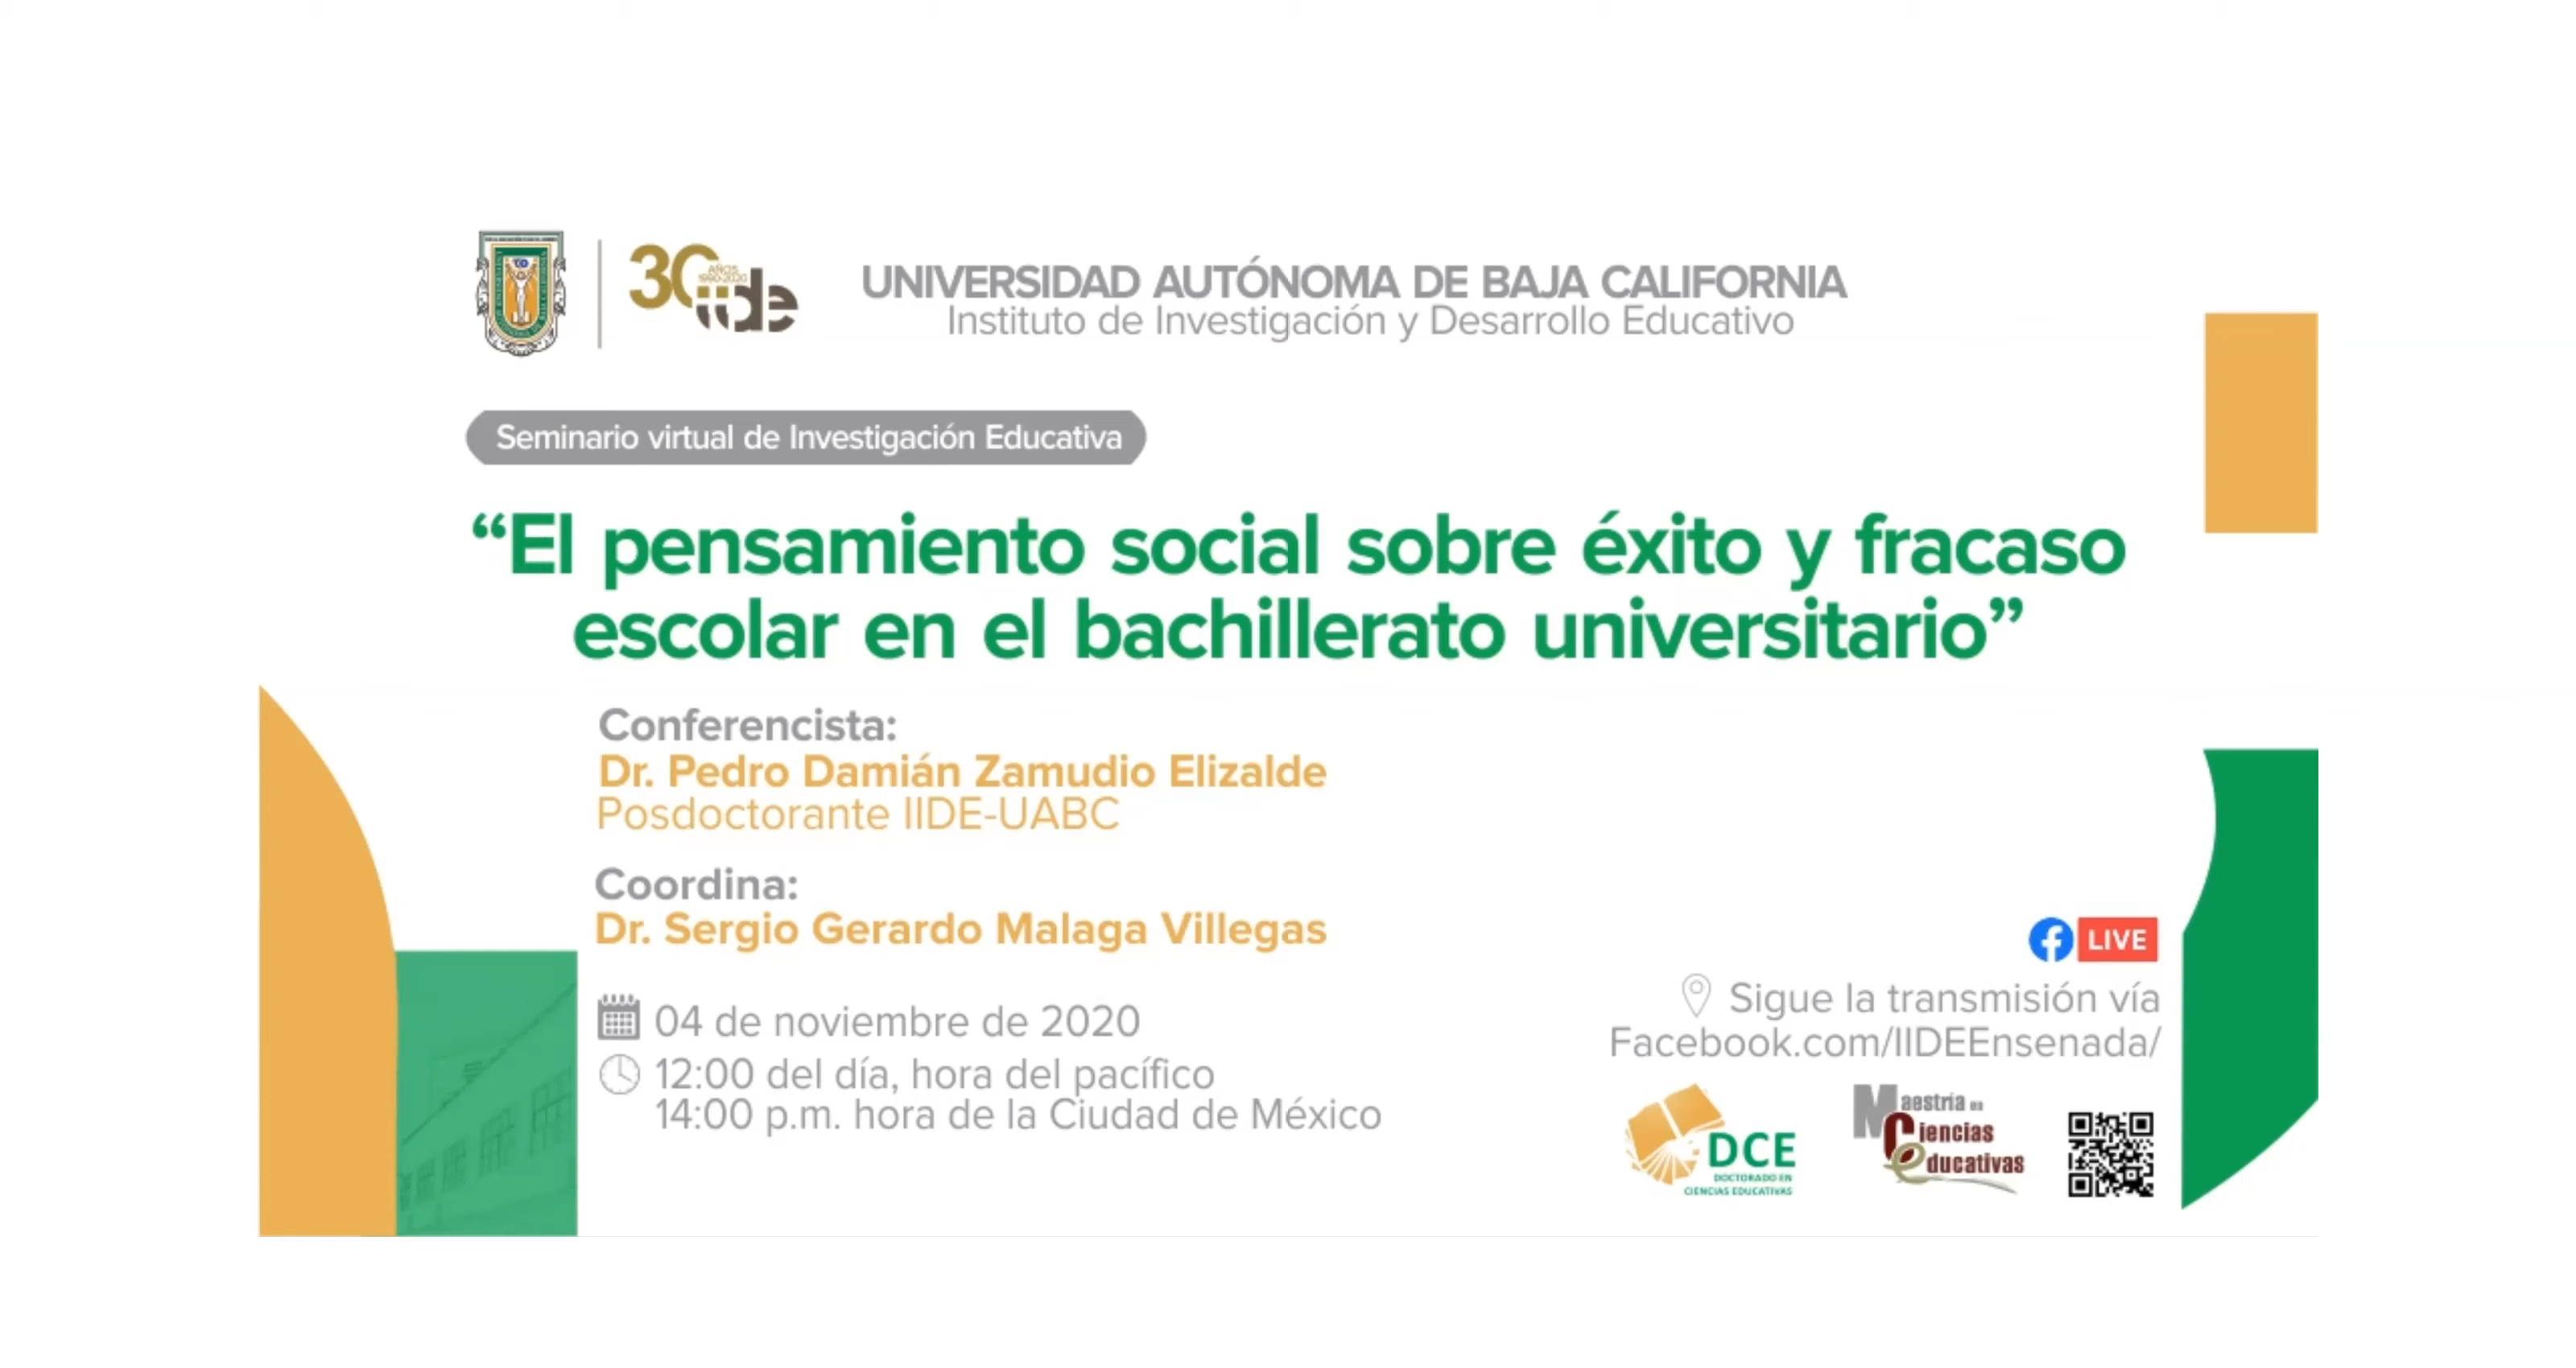 30
AÑOS
1990-2020
iide
UNIVERSIDAD AUTÓNOMA DE BAJA CALIFORNIA
Instituto de Investigación y Desarrollo Educativo
Seminario virtual de Investigación Educativa
“El pensamiento social sobre éxito y fracaso
escolar en el bachillerato universitario”
Conferencista:
Dr. Pedro Damián Zamudio Elizalde
Posdoctorante IIDE-UABC
Coordina:
Dr. Sergio Gerardo Malaga Villegas
04 de noviembre de 2020
12:00 del día, hora del pacífico
14:00 p.m. hora de la Ciudad de México
LIVE
Sigue la transmisión vía
Facebook.com/IIDEEnsenada/
DCE
DOCTORADO EN
CIENCIAS EDUCATIVAS
Maestría en
Ciencias
educativas